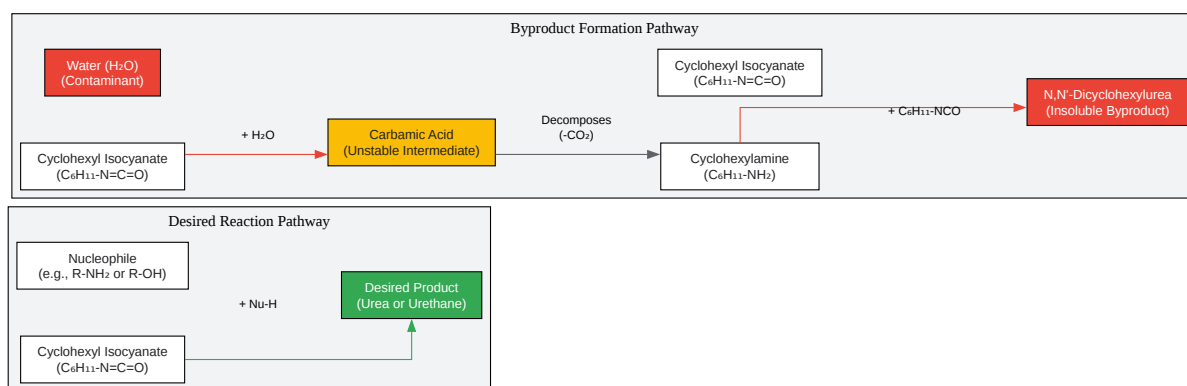 Byproduct Formation Pathway
Water (H₂O)
(Contaminant)
Cyclohexyl Isocyanate
(C₆H₁₁-N=C=O)
+ H₂O
Carbamic Acid
(Unstable Intermediate)
Decomposes
(-CO₂)
Cyclohexyl Isocyanate
(C₆H₁₁-N=C=O)
Cyclohexylamine
(C₆H₁₁-NH₂)
+ C₆H₁₁-NCO
N,N'-Dicyclohexylurea
(Insoluble Byproduct)
Desired Reaction Pathway
Nucleophile
(e.g., R-NH₂ or R-OH)
Cyclohexyl Isocyanate
(C₆H₁₁-N=C=O)
+ Nu-H
Desired Product
(Urea or Urethane)